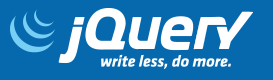 jQuery
write less, do more.